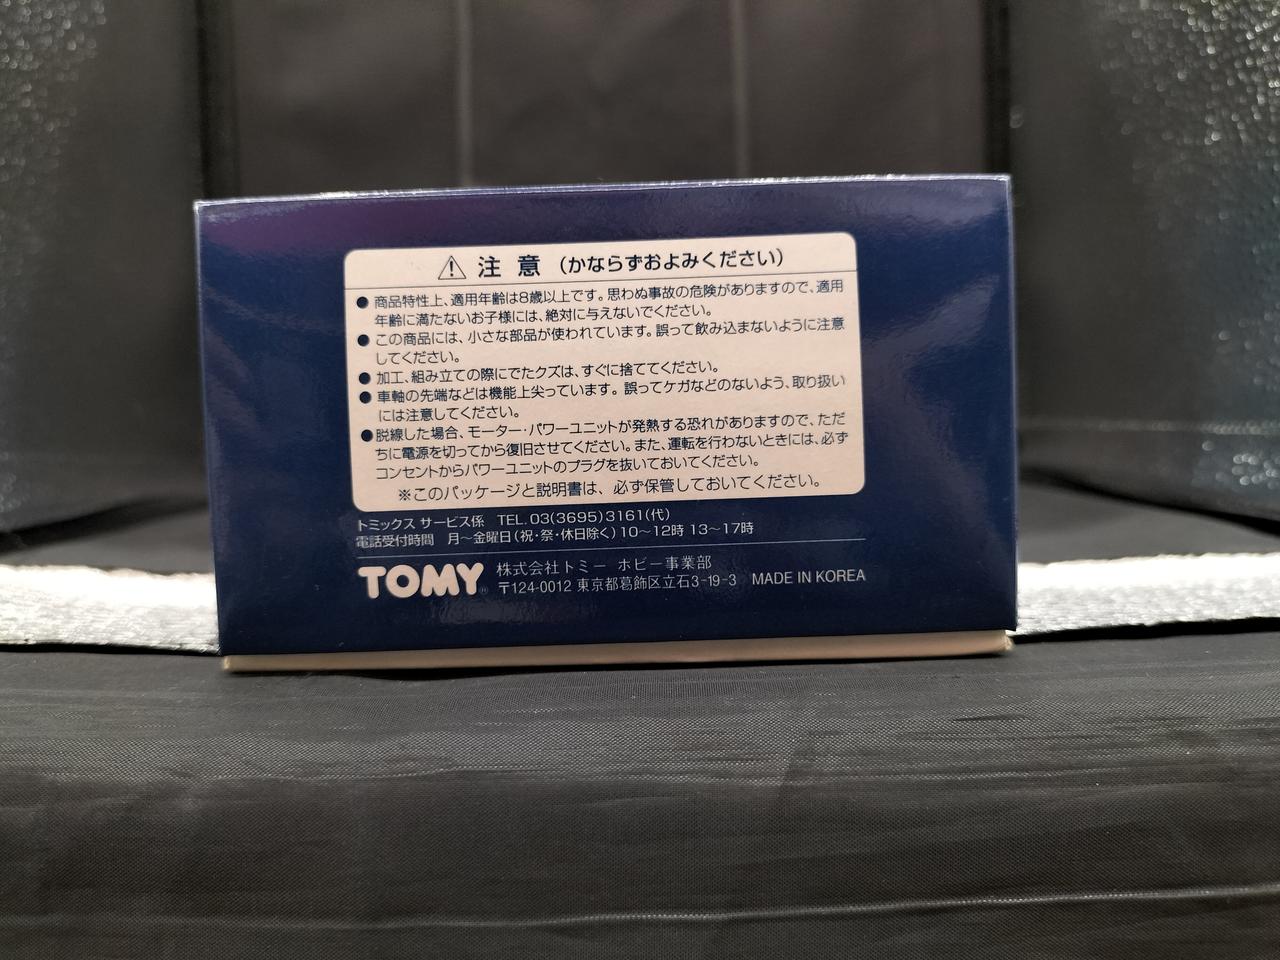 ⚠ 注意 (かならずおよみください)
● 商品特性上、適用年齢は8歳以上です。思わぬ事故の危険がありますので、適用
年齢に満たないお子様には、絶対に与えないでください。
● この商品には、小さな部品が使われています。誤って飲み込まないように注意
してください。
● 加工、組み立ての際にでたクズは、すぐに捨ててください。
● 車軸の先端などは機能上尖っています。誤ってケガなどのないよう、取り扱い
には注意してください。
● 脱線した場合、モーター・パワーユニットが発熱する恐れがありますので、ただ
ちに電源を切ってから復旧させてください。また、運転を行わないときには、必ず
コンセントからパワーユニットのプラグを抜いておいてください。
※このパッケージと説明書は、必ず保管しておいてください。
トミックス サービス係 TEL.03(3695)3161(代)
電話受付時間 月〜金曜日(祝・祭・休日除く)10〜12時 13〜17時
TOMY® 株式会社トミー ホビー事業部
〒124-0012 東京都葛飾区立石3-19-3 MADE IN KOREA